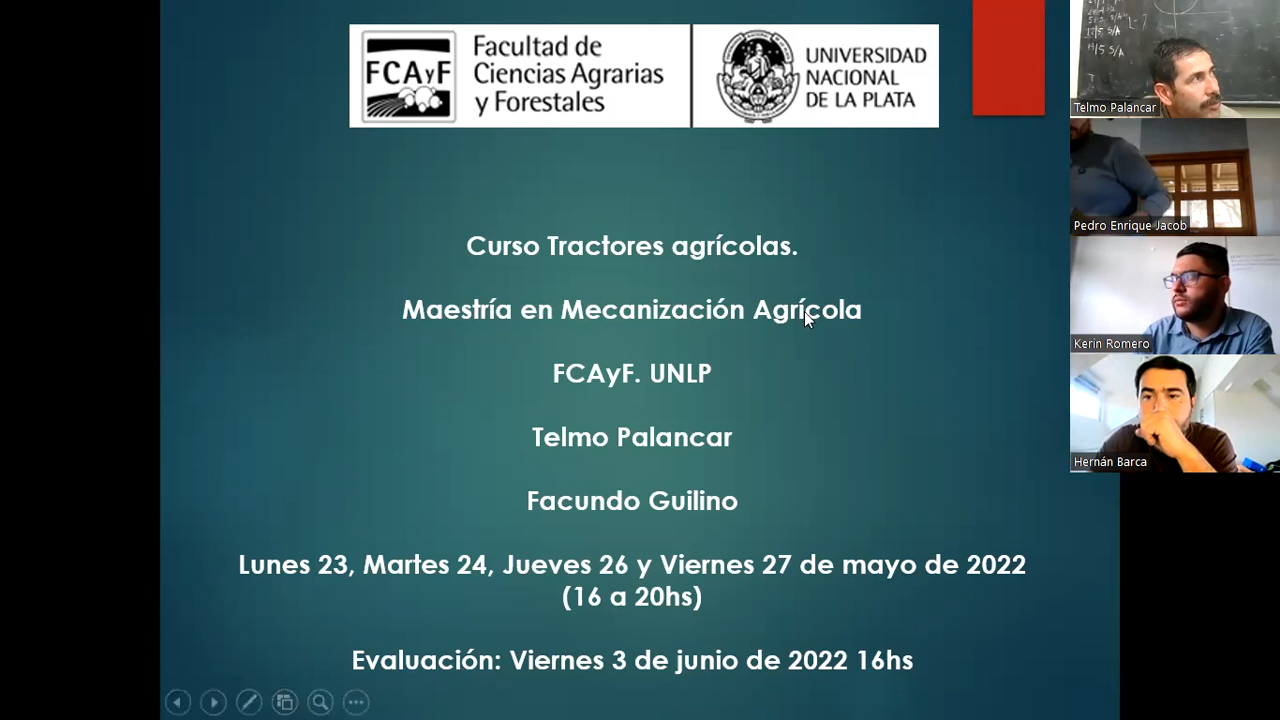 FCAyF
Facultad de
Ciencias Agrarias
y Forestales
UNIVERSIDAD
NACIONAL
DE LA PLATA
Curso Tractores agrícolas.
Maestría en Mecanización Agrícola
FCAyF. UNLP
Telmo Palancar
Facundo Guilino
Lunes 23, Martes 24, Jueves 26 y Viernes 27 de mayo de 2022
(16 a 20hs)
Evaluación: Viernes 3 de junio de 2022 16hs
Telmo Palancar
Pedro Enrique Jacob
Kerin Romero
Hernán Barca